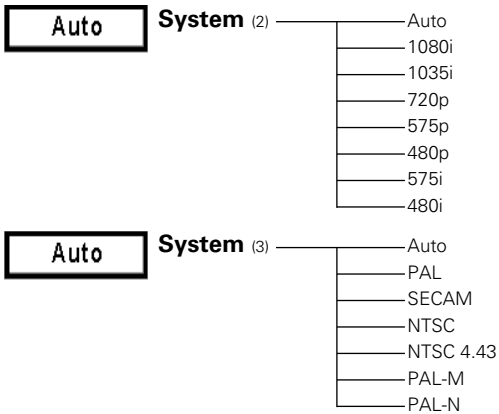 Auto
System (2)
Auto
1080i
1035i
720p
575p
480p
575i
480i
Auto
System (3)
Auto
PAL
SECAM
NTSC
NTSC 4.43
PAL-M
PAL-N